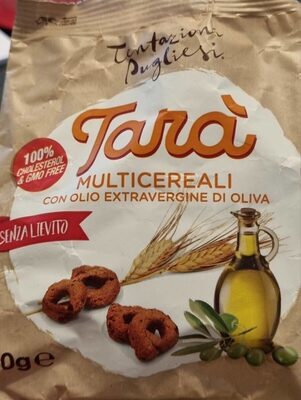 Tentazioni
Pugliesi
Tarà
100%
CHOLESTEROL
& GMO FREE
MULTICEREALI
CON OLIO EXTRAVERGINE DI OLIVA
SENZA LIEVITO
0g e